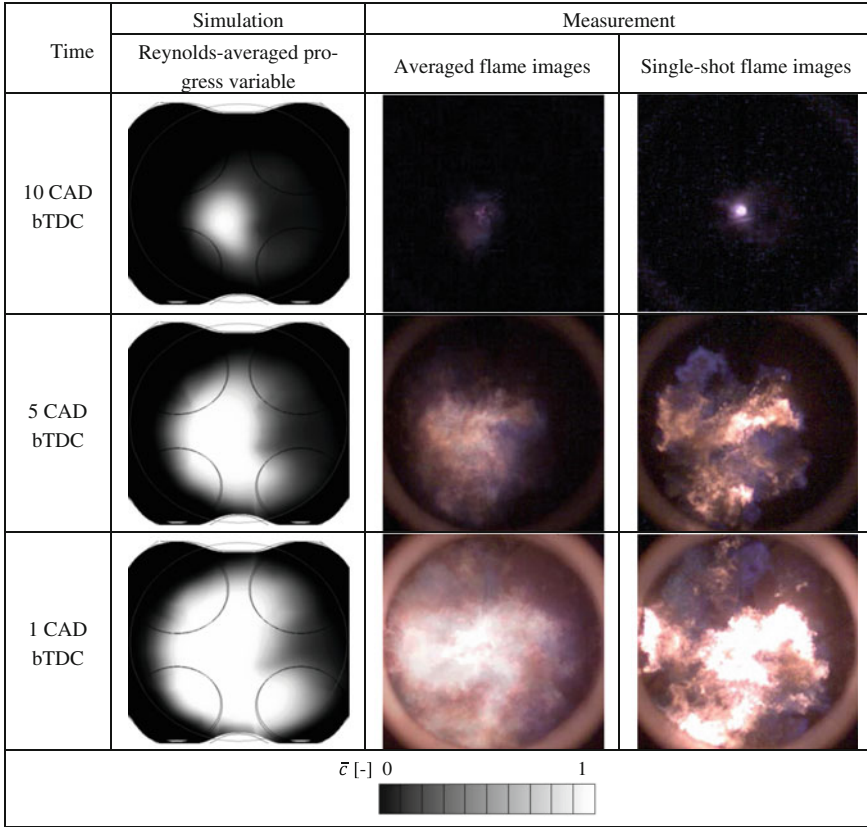 Simulation
Measurement
Time
Reynolds-averaged pro-
gress variable
Averaged flame images
Single-shot flame images
10 CAD
bTDC
5 CAD
bTDC
1 CAD
bTDC
c̅ [-] 0 1